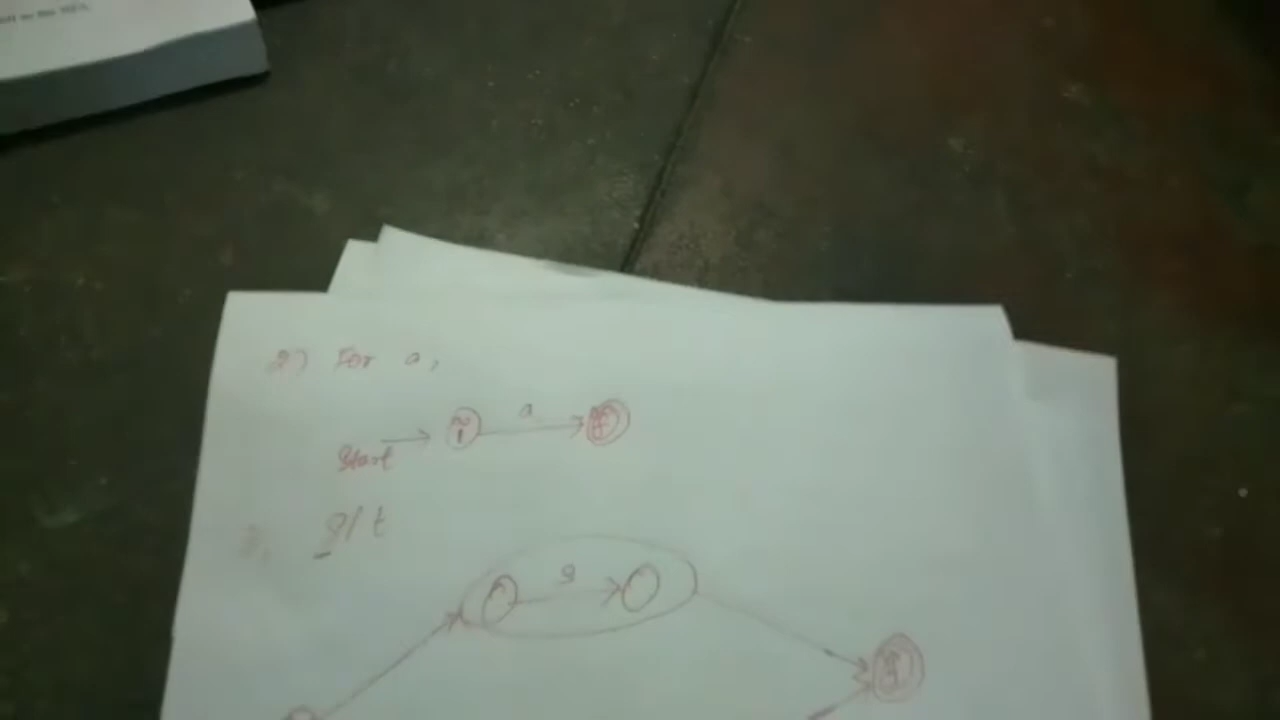 2) For a,
a
Start → i → f
s/t
s